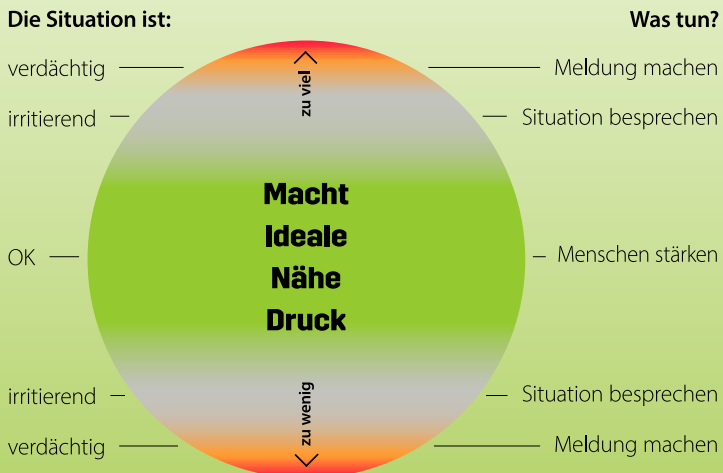 Die Situation ist:
Was tun?
verdächtig
zu viel
Meldung machen
irritierend
Situation besprechen
Macht
Ideale
Nähe
Druck
OK
Menschen stärken
irritierend
zu wenig
Situation besprechen
verdächtig
Meldung machen